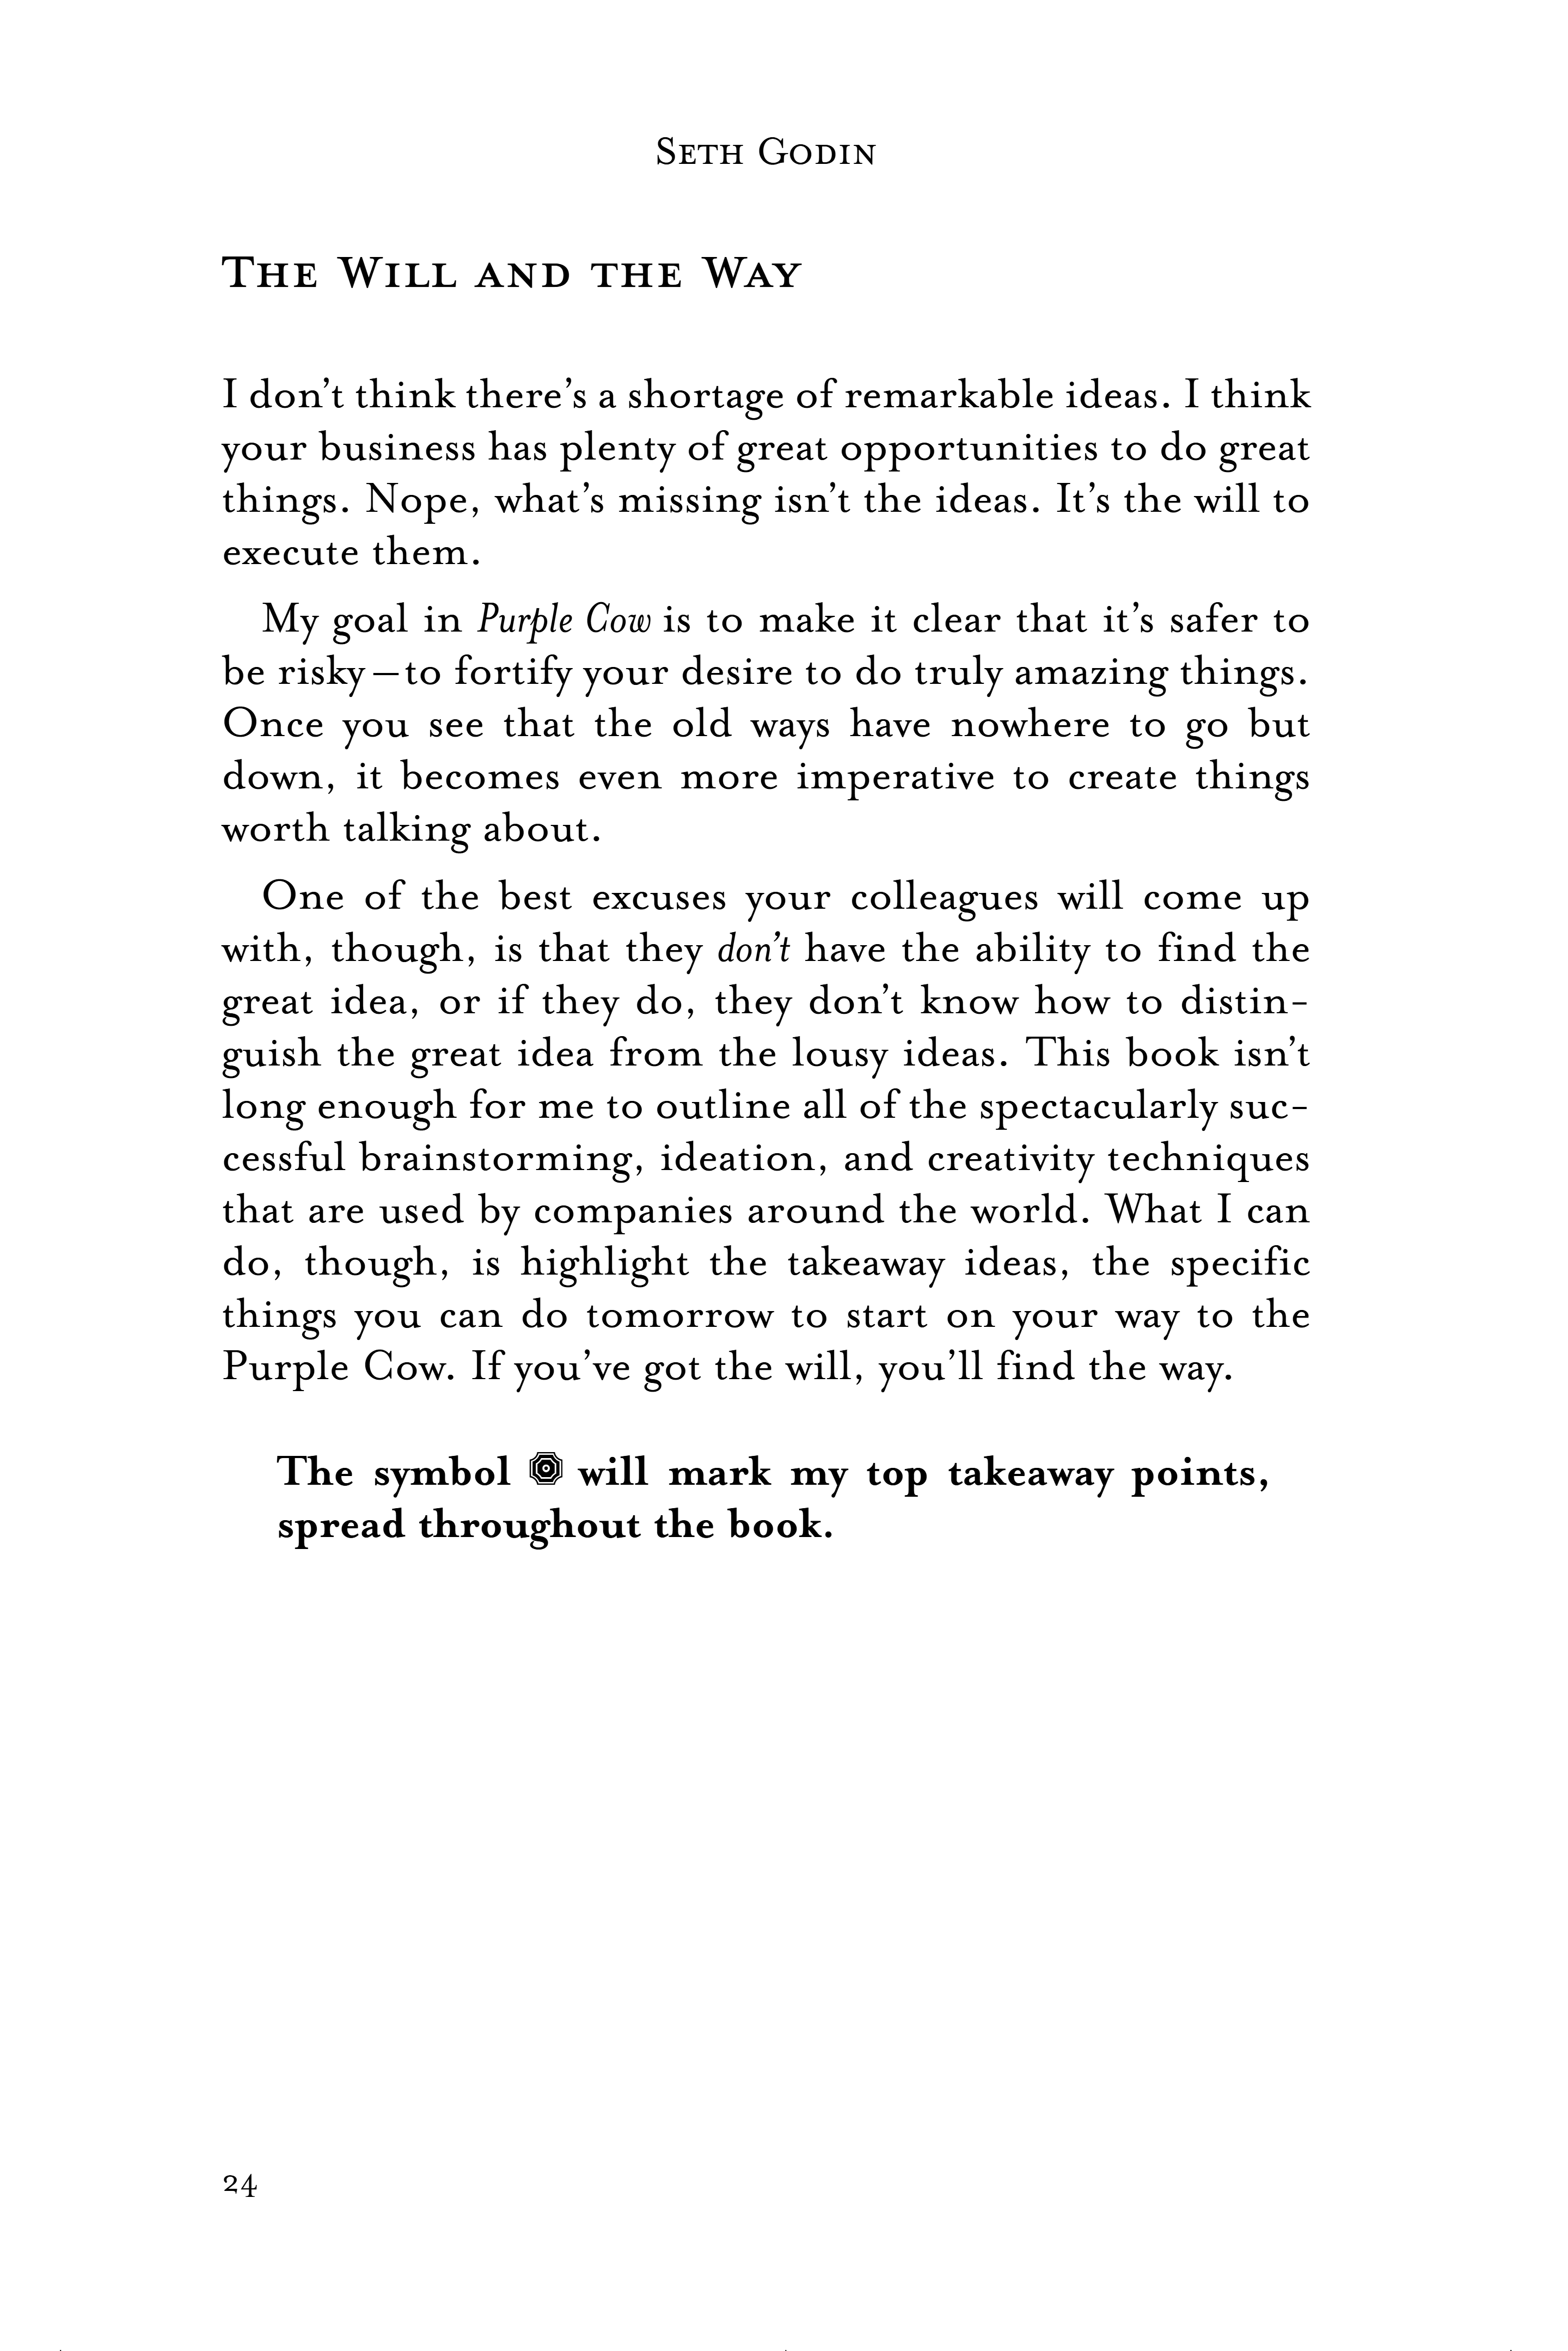 Seth Godin
The Will and the Way
I don’t think there’s a shortage of remarkable ideas. I think
your business has plenty of great opportunities to do great
things. Nope, what’s missing isn’t the ideas. It’s the will to
execute them.
My goal in Purple Cow is to make it clear that it’s safer to
be risky—to fortify your desire to do truly amazing things.
Once you see that the old ways have nowhere to go but
down, it becomes even more imperative to create things
worth talking about.
One of the best excuses your colleagues will come up
with, though, is that they don’t have the ability to find the
great idea, or if they do, they don’t know how to distin-
guish the great idea from the lousy ideas. This book isn’t
long enough for me to outline all of the spectacularly suc-
cessful brainstorming, ideation, and creativity techniques
that are used by companies around the world. What I can
do, though, is highlight the takeaway ideas, the specific
things you can do tomorrow to start on your way to the
Purple Cow. If you’ve got the will, you’ll find the way.
The symbol will mark my top takeaway points,
spread throughout the book.
24